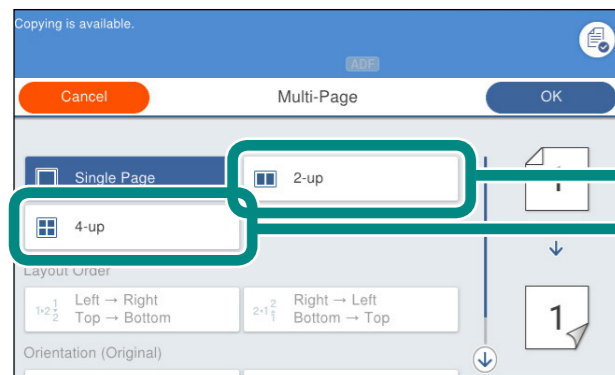 Copying is available.
ADF
Cancel
Multi-Page
OK
Single Page
2-up
4-up
Layout Order
Left → Right
Top → Bottom
Right → Left
Bottom → Top
Orientation (Original)
1
1